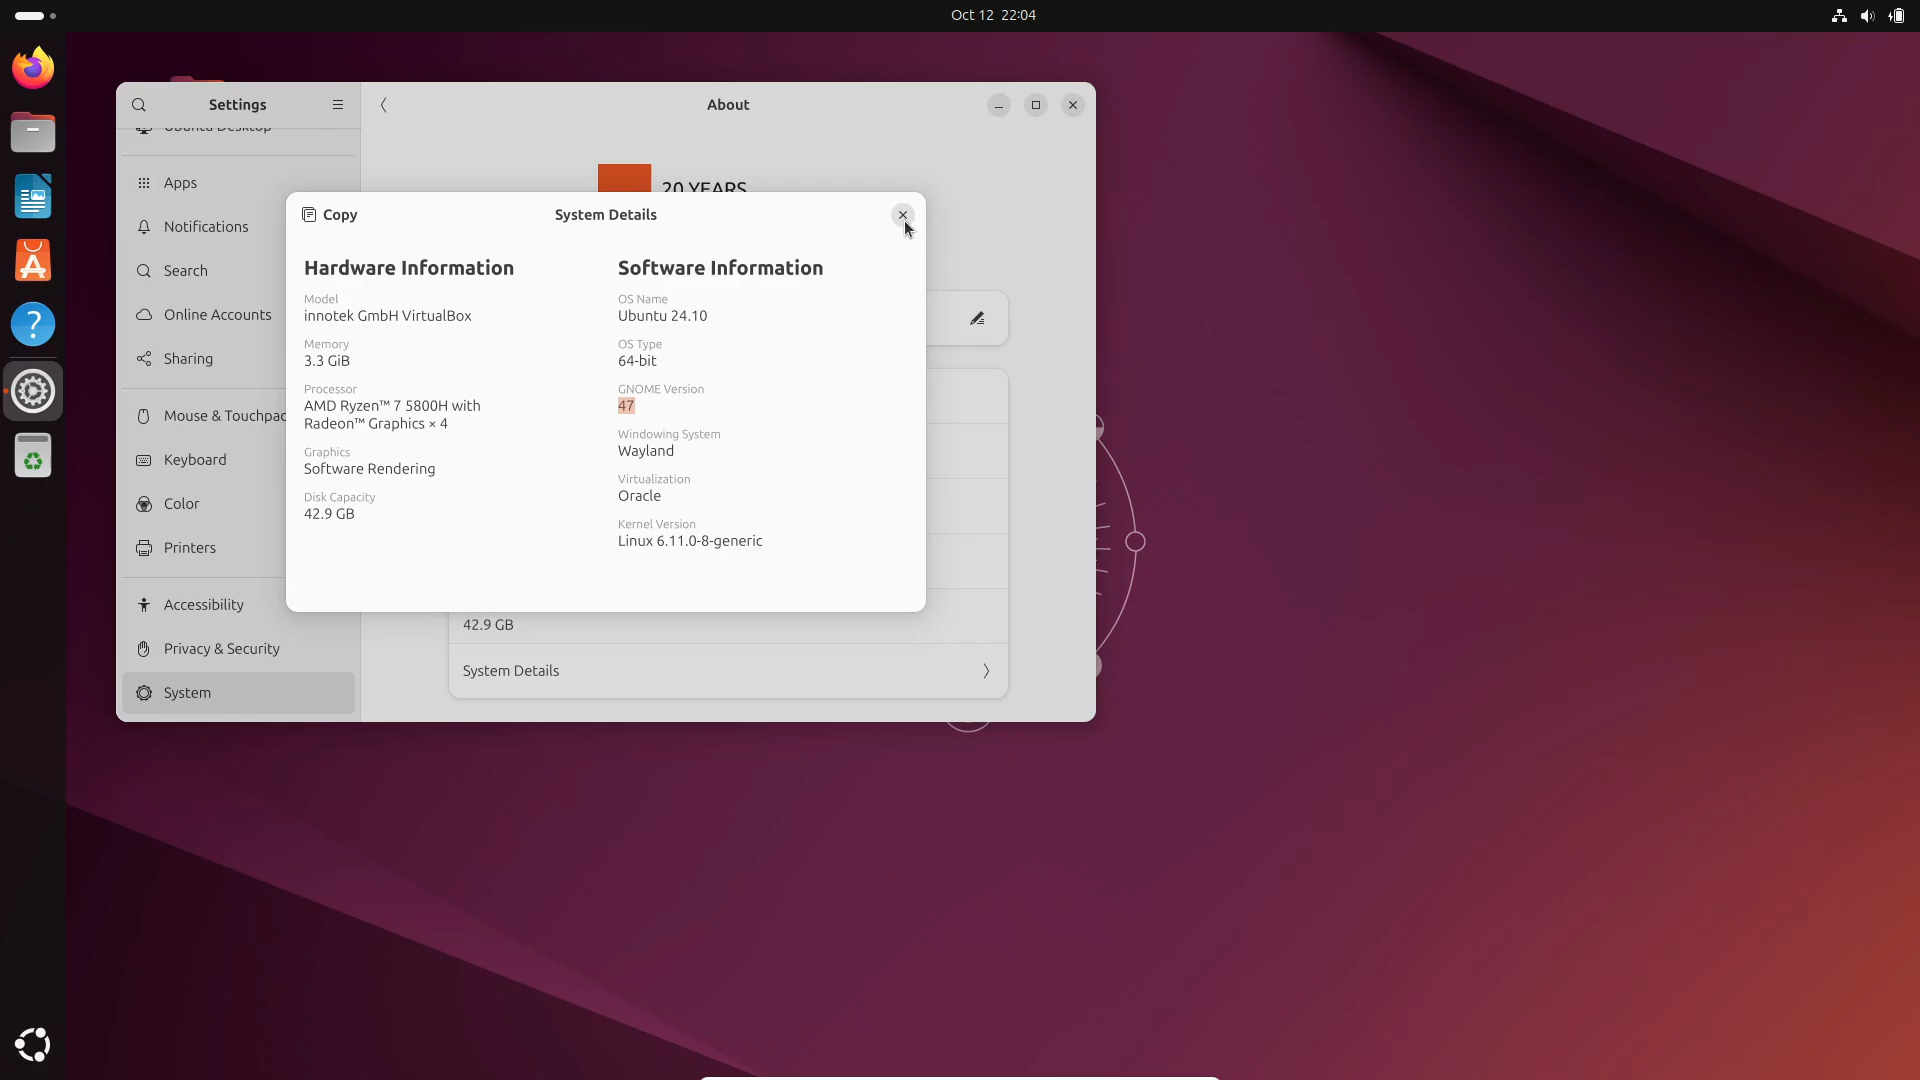 Oct 12 22:04
Settings
About
Ubuntu Desktop
Apps
Notifications
Search
Online Accounts
Sharing
Mouse & Touchpad
Keyboard
Color
Printers
Accessibility
Privacy & Security
System
20 YEARS
Copy
System Details
Hardware Information
Model
innotek GmbH VirtualBox
Memory
3.3 GiB
Processor
AMD Ryzen™ 7 5800H with
Radeon™ Graphics × 4
Graphics
Software Rendering
Disk Capacity
42.9 GB
Software Information
OS Name
Ubuntu 24.10
OS Type
64-bit
GNOME Version
47
Windowing System
Wayland
Virtualization
Oracle
Kernel Version
Linux 6.11.0-8-generic
42.9 GB
System Details